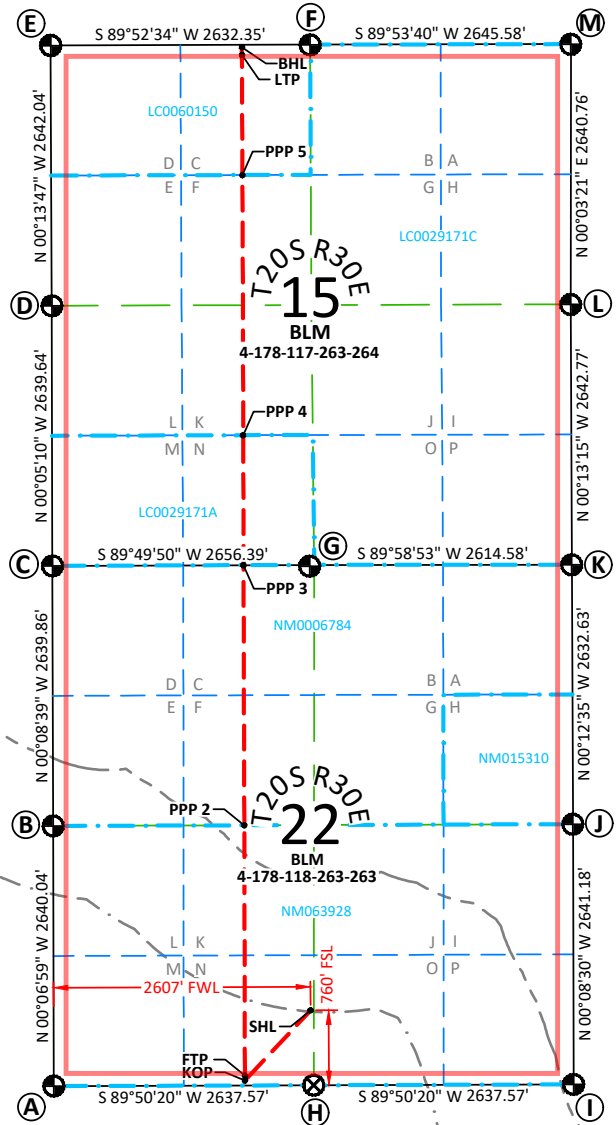 E
S 89°52'34" W 2632.35'
F
S 89°53'40" W 2645.58'
M
BHL
LTP
LC0060150
N 00°13'47" W 2642.04'
N 00°03'21" E 2640.76'
D C
B A
PPP 5
E F
G H
LC0029171C
T20S R30E
D
15
L
BLM
4-178-117-263-264
N 00°05'10" W 2639.64'
N 00°13'15" W 2642.77'
L K
PPP 4
J I
M N
O P
LC0029171A
G
C
S 89°49'50" W 2656.39'
S 89°58'53" W 2614.58'
K
PPP 3
NM0006784
N 00°08'39" W 2639.86'
N 00°12'35" W 2632.63'
D C
B A
E F
G H
NM015310
T20S R30E
PPP 2
B
22
J
BLM
4-178-118-263-263
NM063928
N 00°06'59" W 2640.04'
N 00°08'30" W 2641.18'
L K
J I
M N
O P
2607' FWL
760' FSL
SHL
FTP
KOP
A
S 89°50'20" W 2637.57'
H
S 89°50'20" W 2637.57'
I